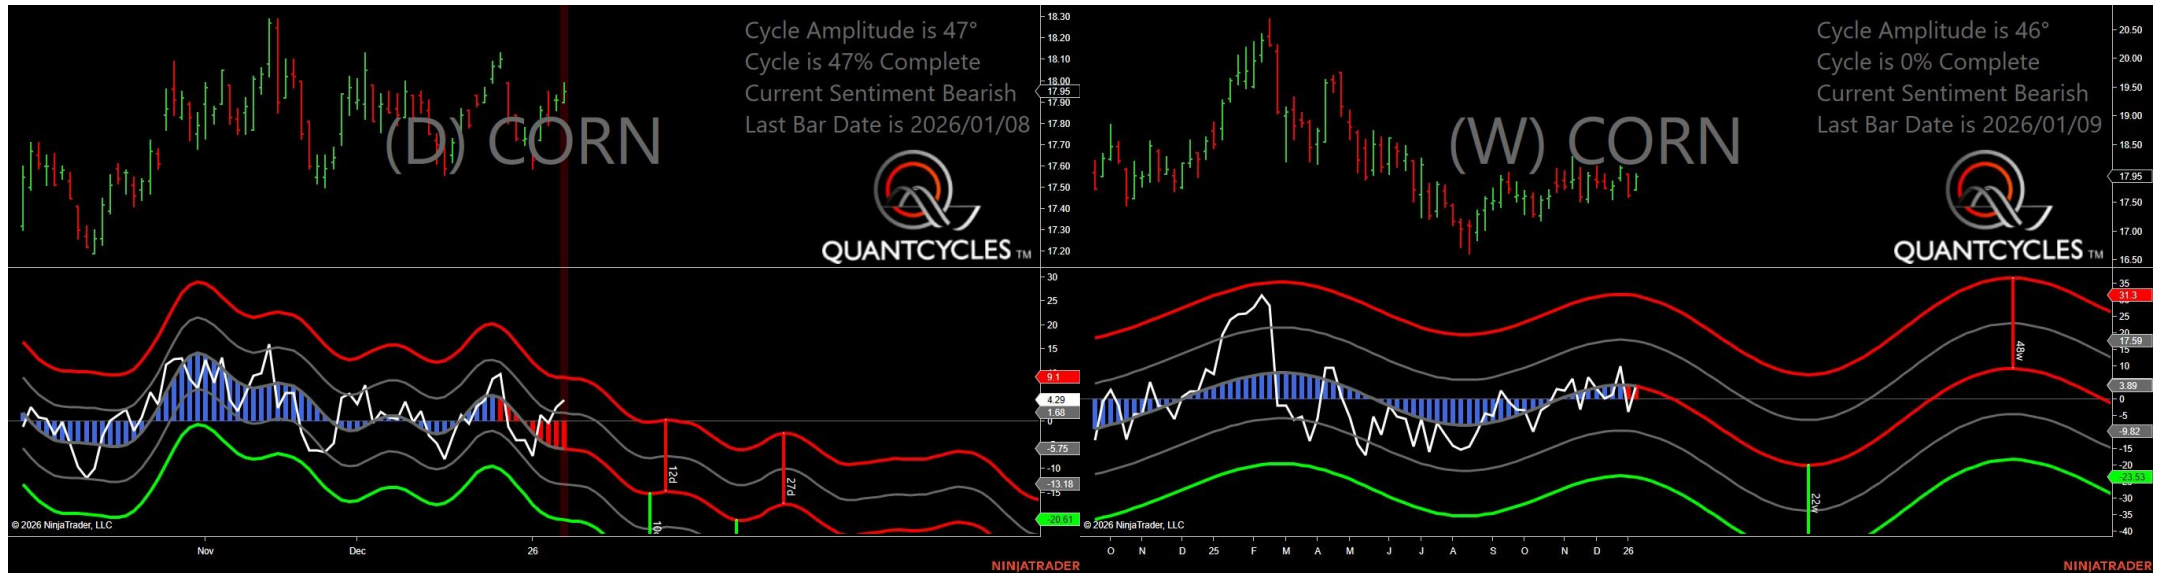 Cycle Amplitude is 47°
Cycle is 47% Complete
Current Sentiment Bearish
Last Bar Date is 2026/01/08
(D) CORN
QUANTCYCLES TM
18.30
18.20
18.10
18.00
17.95
17.90
17.80
17.70
17.60
17.50
17.40
17.30
17.20
30
25
20
15
9.1
4.29
1.68
0
-5.75
-10
-13.18
-15
-20.61
12d
27d
© 2026 NinjaTrader, LLC
Nov
Dec
26
NINJATRADER
Cycle Amplitude is 46°
Cycle is 0% Complete
Current Sentiment Bearish
Last Bar Date is 2026/01/09
(W) CORN
QUANTCYCLES TM
20.50
20.00
19.50
19.00
18.50
17.95
17.50
17.00
16.50
35
31.3
25
17.59
15
10
3.89
0
-5
-9.82
-15
-20
-23.53
-30
-35
-40
48w
22w
© 2026 NinjaTrader, LLC
O
N
D
25
F
M
A
M
J
J
A
S
O
N
D
26
NINJATRADER